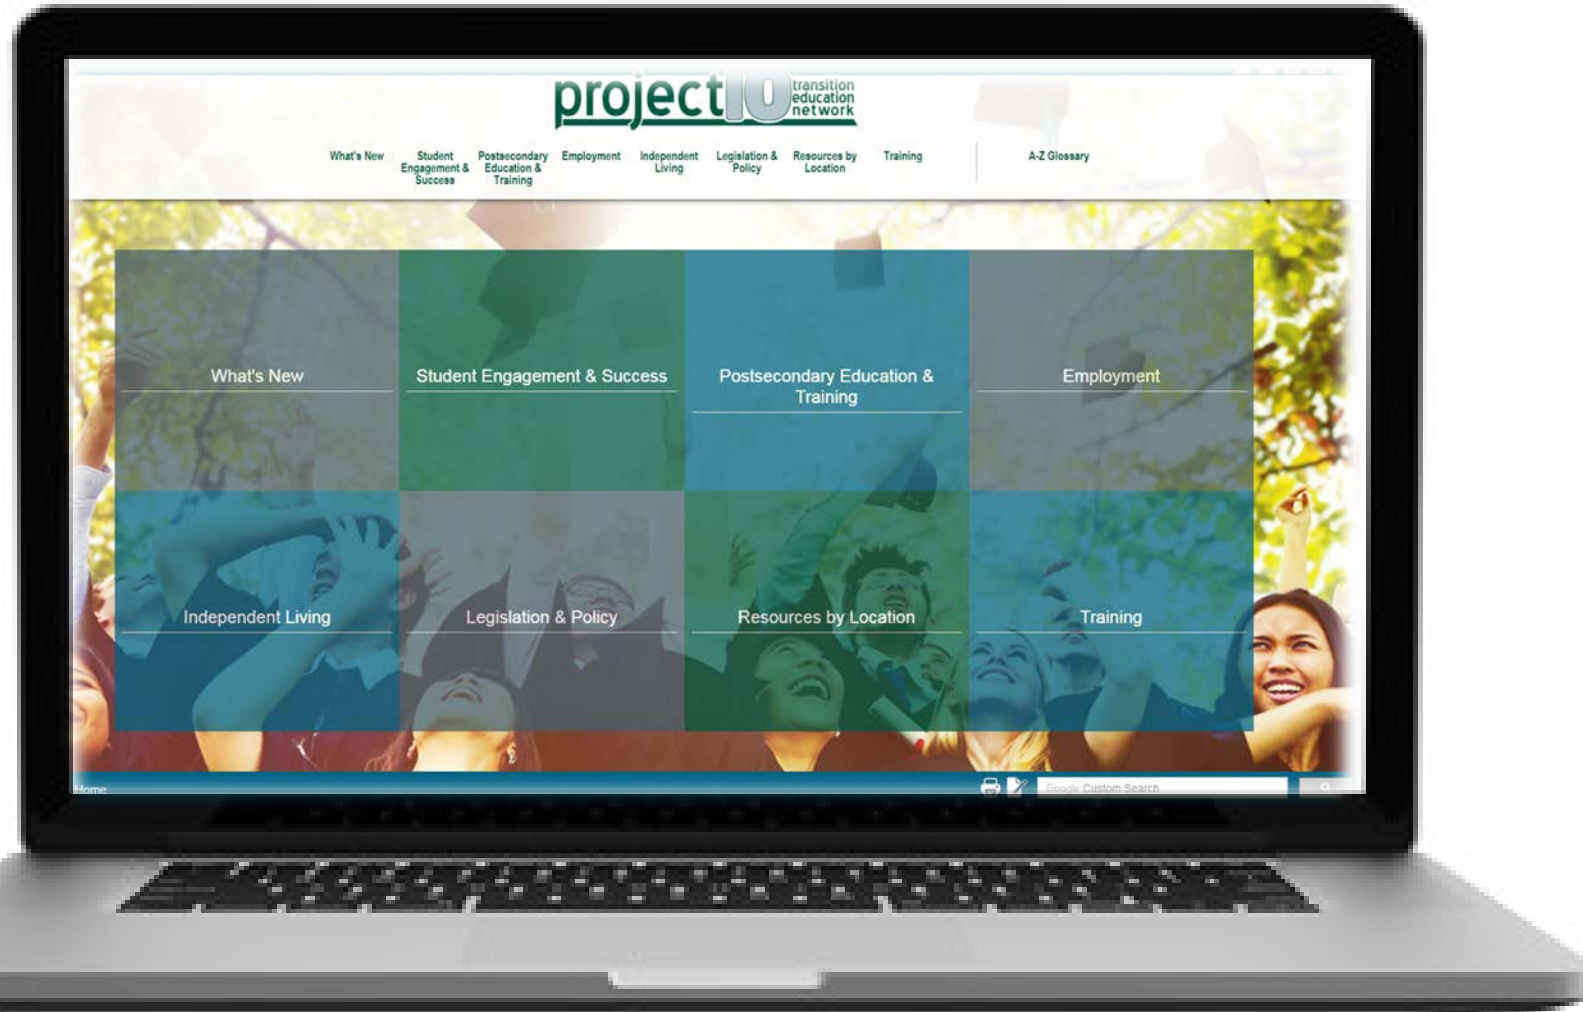 project10 transition
education
network
What's New Student Postsecondary Employment Independent Legislation & Resources by Training A-Z Glossary
Engagement & Education & Living Policy Location
Success Training
What's New Student Engagement & Success Postsecondary Education & Employment
Training
Independent Living Legislation & Policy Resources by Location Training
Home Google Custom Search